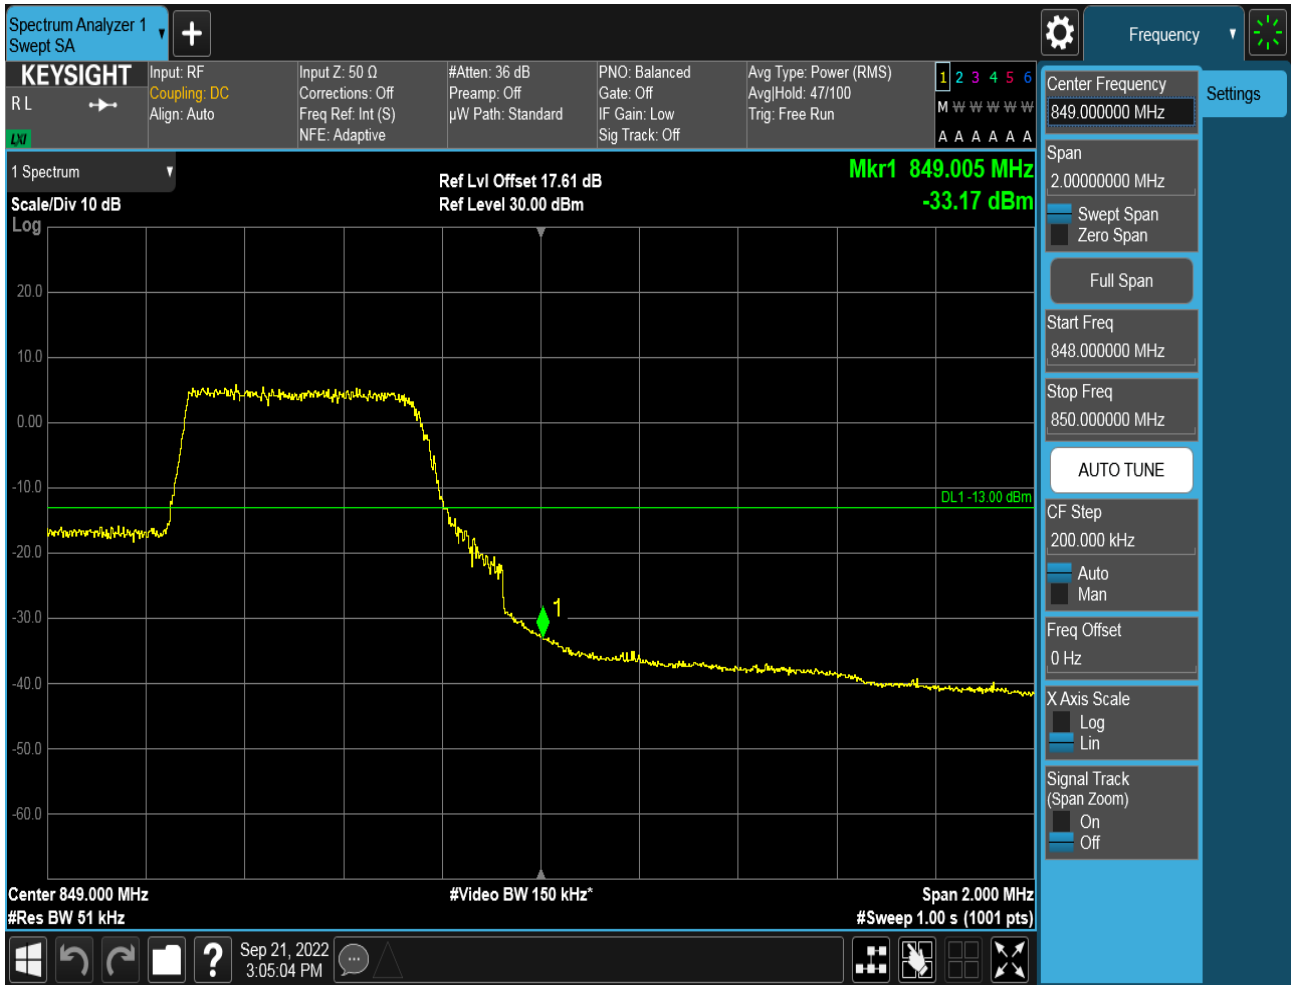 Spectrum Analyzer 1
Swept SA
+
Frequency
KEYSIGHT
R L
LXI
Input: RF
Coupling: DC
Align: Auto
Input Z: 50 Ω
Corrections: Off
Freq Ref: Int (S)
NFE: Adaptive
#Atten: 36 dB
Preamp: Off
µW Path: Standard
PNO: Balanced
Gate: Off
IF Gain: Low
Sig Track: Off
Avg Type: Power (RMS)
Avg|Hold: 47/100
Trig: Free Run
1 2 3 4 5 6
M W W W W W
A A A A A A
1 Spectrum
Scale/Div 10 dB
Log
Ref Lvl Offset 17.61 dB
Ref Level 30.00 dBm
Mkr1 849.005 MHz
-33.17 dBm
20.0
10.0
0.00
-10.0
-20.0
-30.0
-40.0
-50.0
-60.0
DL1 -13.00 dBm
1
Center 849.000 MHz
#Res BW 51 kHz
#Video BW 150 kHz*
Span 2.000 MHz
#Sweep 1.00 s (1001 pts)
Center Frequency
849.000000 MHz
Settings
Span
2.00000000 MHz
Swept Span
Zero Span
Full Span
Start Freq
848.000000 MHz
Stop Freq
850.000000 MHz
AUTO TUNE
CF Step
200.000 kHz
Auto
Man
Freq Offset
0 Hz
X Axis Scale
Log
Lin
Signal Track
(Span Zoom)
On
Off
?
Sep 21, 2022
3:05:04 PM